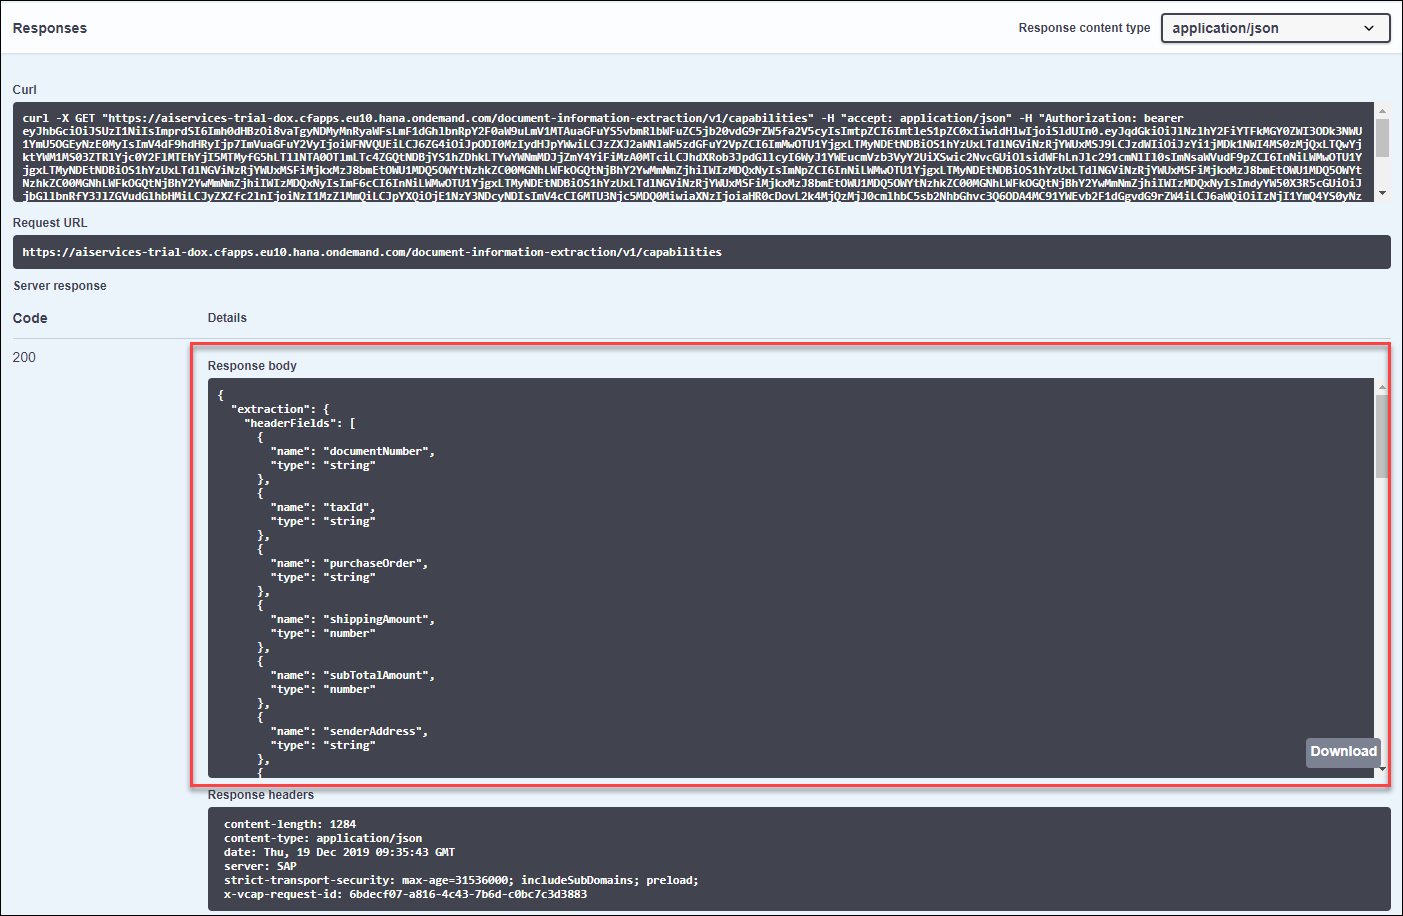 Responses
Response content type
application/json
Curl
curl -X GET "https://aiservices-trial-dox.cfapps.eu10.hana.ondemand.com/document-information-extraction/v1/capabilities" -H "accept: application/json" -H "Authorization: bearer
Request URL
https://aiservices-trial-dox.cfapps.eu10.hana.ondemand.com/document-information-extraction/v1/capabilities
Server response
Code
Details
200
Response body
{
"extraction": {
"headerFields": [
{
"name": "documentNumber",
"type": "string"
},
{
"name": "taxId",
"type": "string"
},
{
"name": "purchaseOrder",
"type": "string"
},
{
"name": "shippingAmount",
"type": "number"
},
{
"name": "subTotalAmount",
"type": "number"
},
{
"name": "senderAddress",
"type": "string"
},
{
Download
Response headers
content-length: 1284
content-type: application/json
date: Thu, 19 Dec 2019 09:35:43 GMT
server: SAP
strict-transport-security: max-age=31536000; includeSubDomains; preload;
x-vcap-request-id: 6bdecf07-a816-4c43-7b6d-c0bc7c3d3883